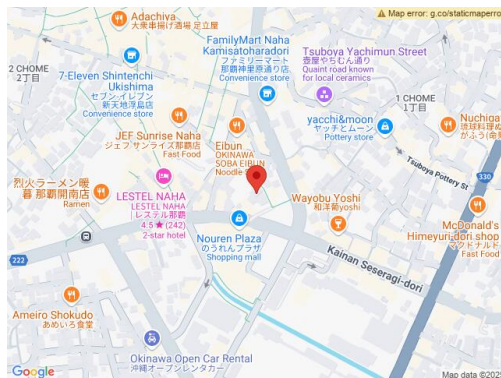 Adachiya
大衆串揚げ酒場 足立屋
Map error: g.co/staticmaperro
FamilyMart Naha
Kamisatoharadori
ファミリーマート
那覇神里原通り店
Convenience store
Tsuboya Yachimun Street
壺屋やちむん通り
Quaint road known
for local ceramics
2 CHOME
2丁目
7-Eleven Shintenchi
Ukishima
セブン-イレブン
新天地浮島店
Convenience store
1 CHOME
1丁目
JEF Sunrise Naha
ジェフ サンライズ那覇店
Fast Food
Eibun
OKINAWA
SOBA EIBUN
Noodle
yacchi&moon
ヤッチとムーン
Pottery store
Nuchiga
琉球料理ぬ
がふぅ(命
Tsuboya Pottery St
330
烈火ラーメン暖
暮 那覇開南店
Ramen
LESTEL NAHA
LESTEL NAHA
レステル那覇
4.5★(242)
2-star hotel
Wayobu Yoshi
和洋葡yoshi
McDonald's
Himeyuri-dori shop
マクドナルド
Fast Food
Nouren Plaza
のうれんプラザ
Shopping mall
Kainan Seseragi-dori
222
Ameiro Shokudo
あめいろ食堂
Okinawa Open Car Rental
沖縄オープンレンタカー
Google
Map data ©2025